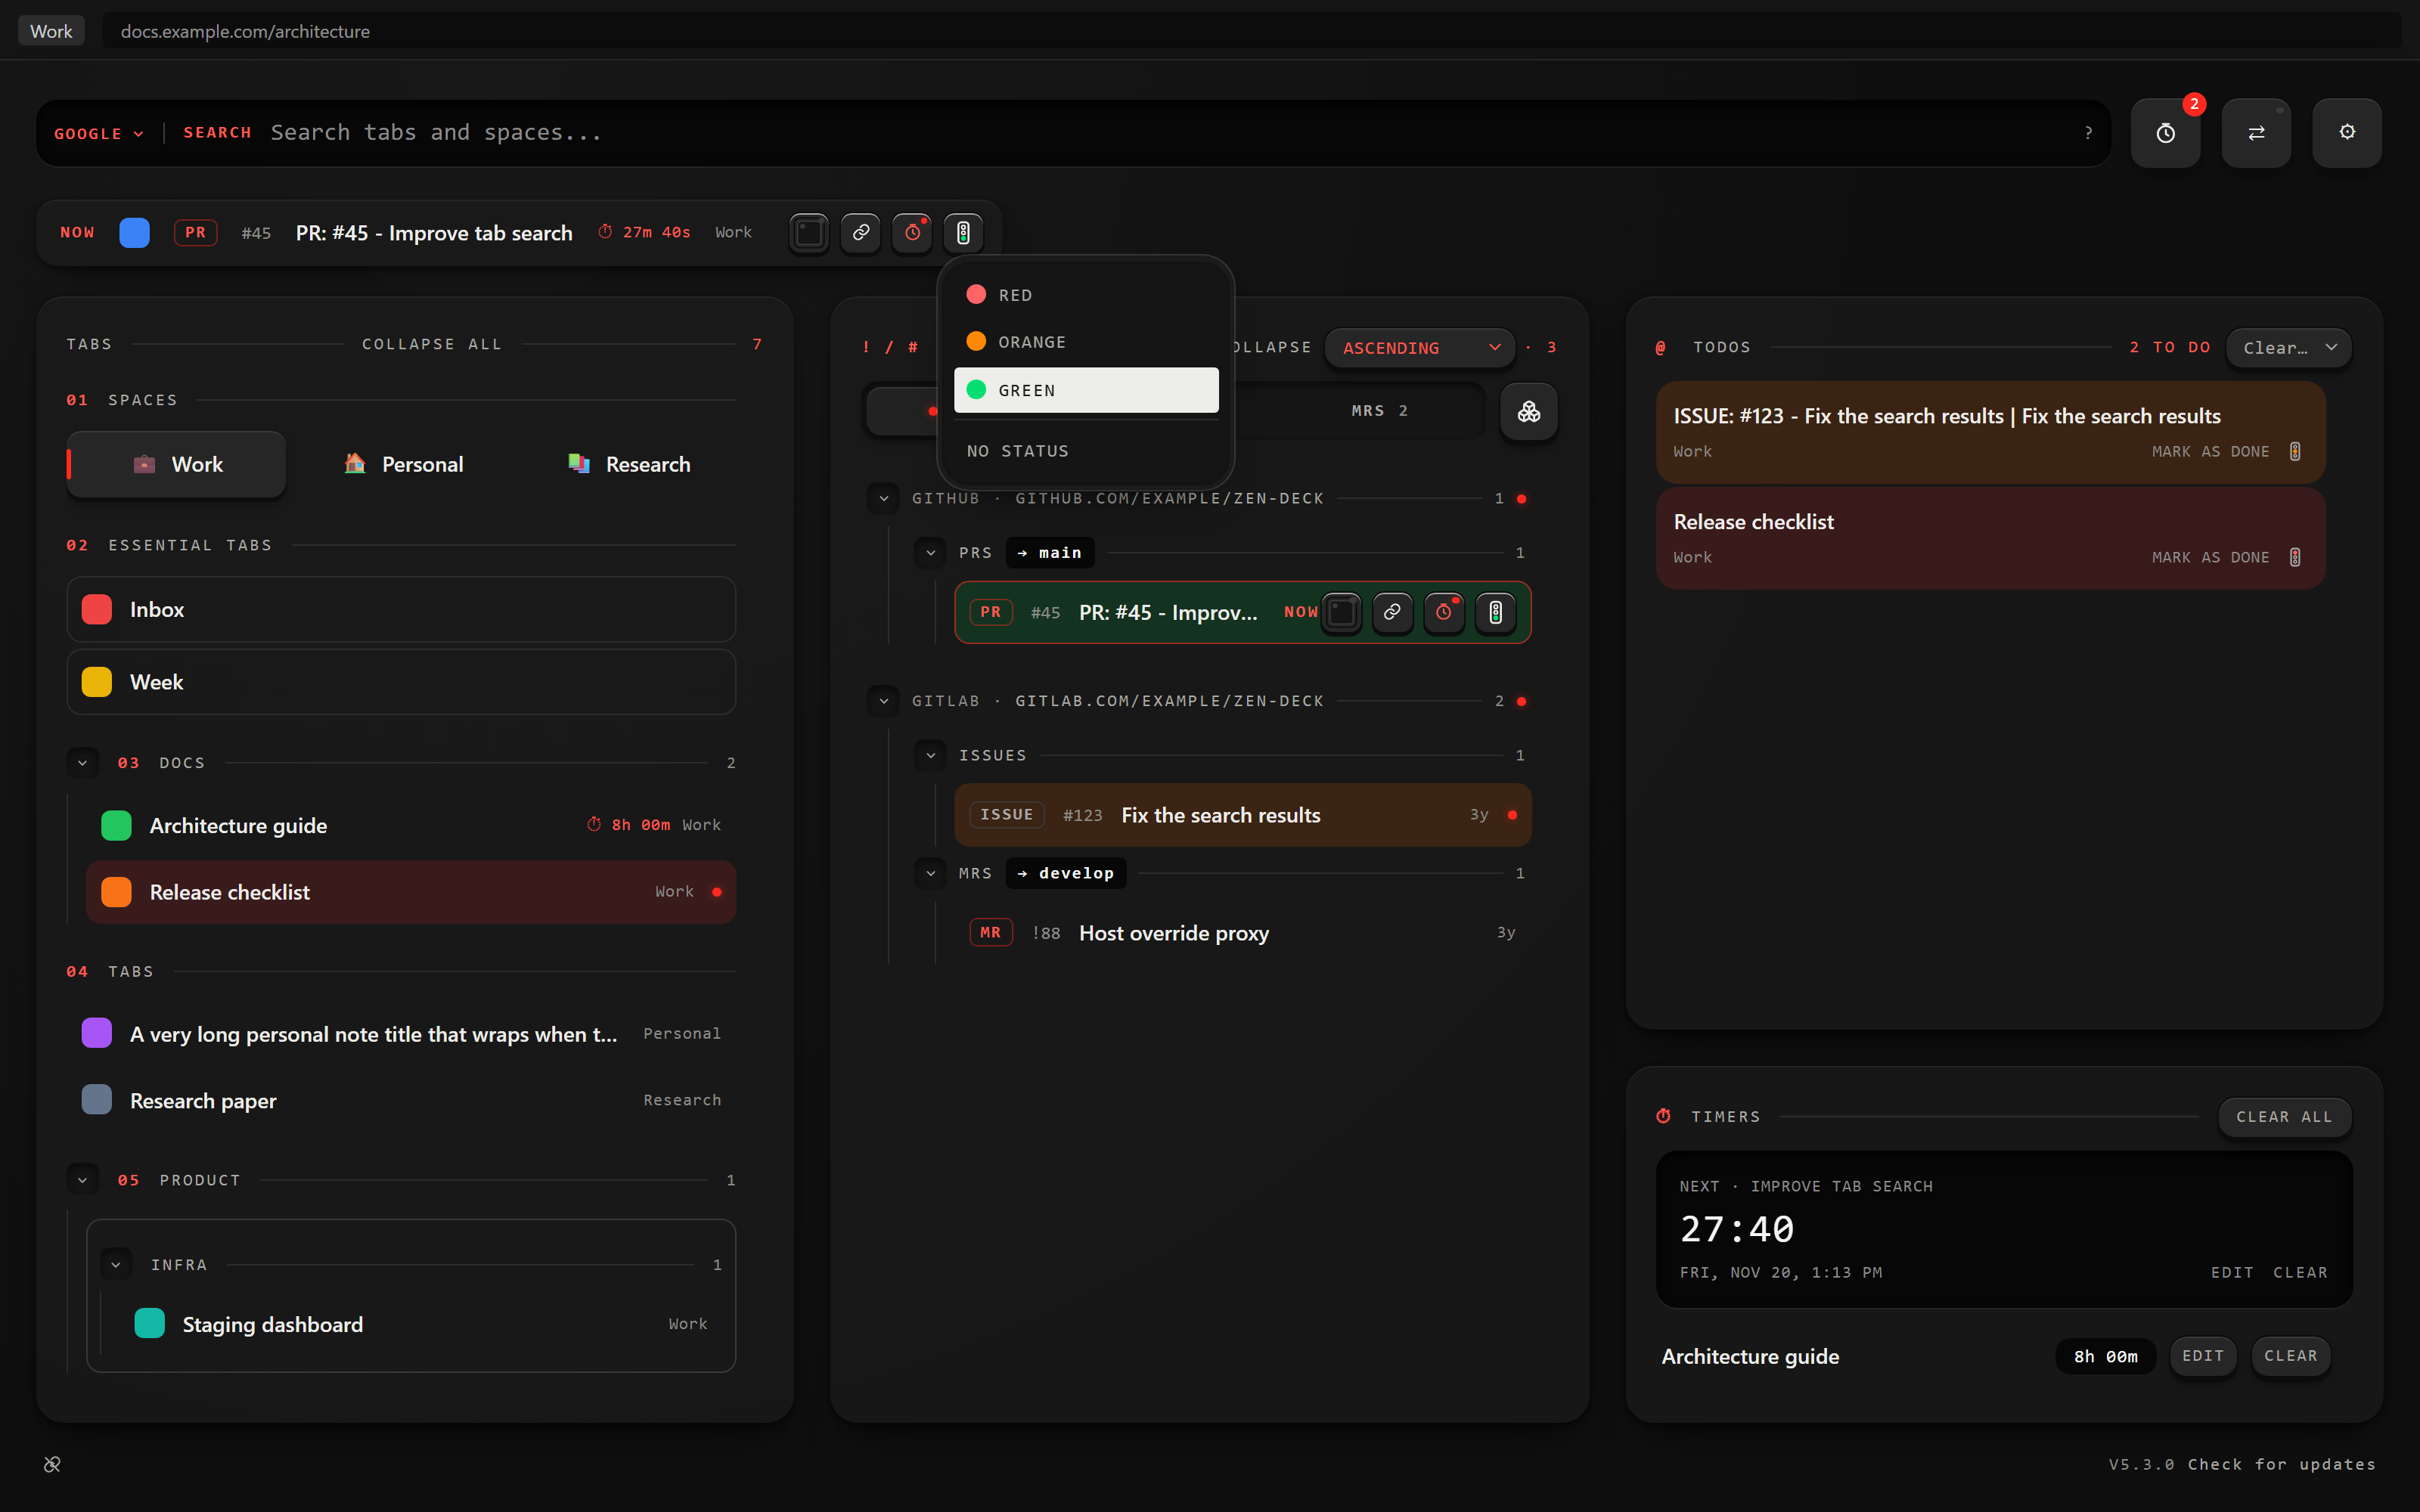 Work docs.example.com/architecture
GOOGLE SEARCH Search tabs and spaces... ? 2
NOW PR #45 PR: #45 - Improve tab search 27m 40s Work
RED
ORANGE
GREEN
NO STATUS
TABS COLLAPSE ALL 7
01 SPACES
Work Personal Research
02 ESSENTIAL TABS
Inbox
Week
03 DOCS 2
Architecture guide 8h 00m Work
Release checklist Work
04 TABS
A very long personal note title that wraps when t... Personal
Research paper Research
05 PRODUCT 1
INFRA 1
Staging dashboard Work
! / # ASCENDING · 3
MRS 2
GITHUB · GITHUB.COM/EXAMPLE/ZEN-DECK 1
PRS → main 1
PR #45 PR: #45 - Improv... NOW
GITLAB · GITLAB.COM/EXAMPLE/ZEN-DECK 2
ISSUES 1
ISSUE #123 Fix the search results 3y
MRS → develop 1
MR !88 Host override proxy 3y
@ TODOS 2 TO DO Clear...
ISSUE: #123 - Fix the search results | Fix the search results
Work MARK AS DONE
Release checklist
Work MARK AS DONE
TIMERS CLEAR ALL
NEXT · IMPROVE TAB SEARCH
27:40
FRI, NOV 20, 1:13 PM EDIT CLEAR
Architecture guide 8h 00m EDIT CLEAR
V5.3.0 Check for updates